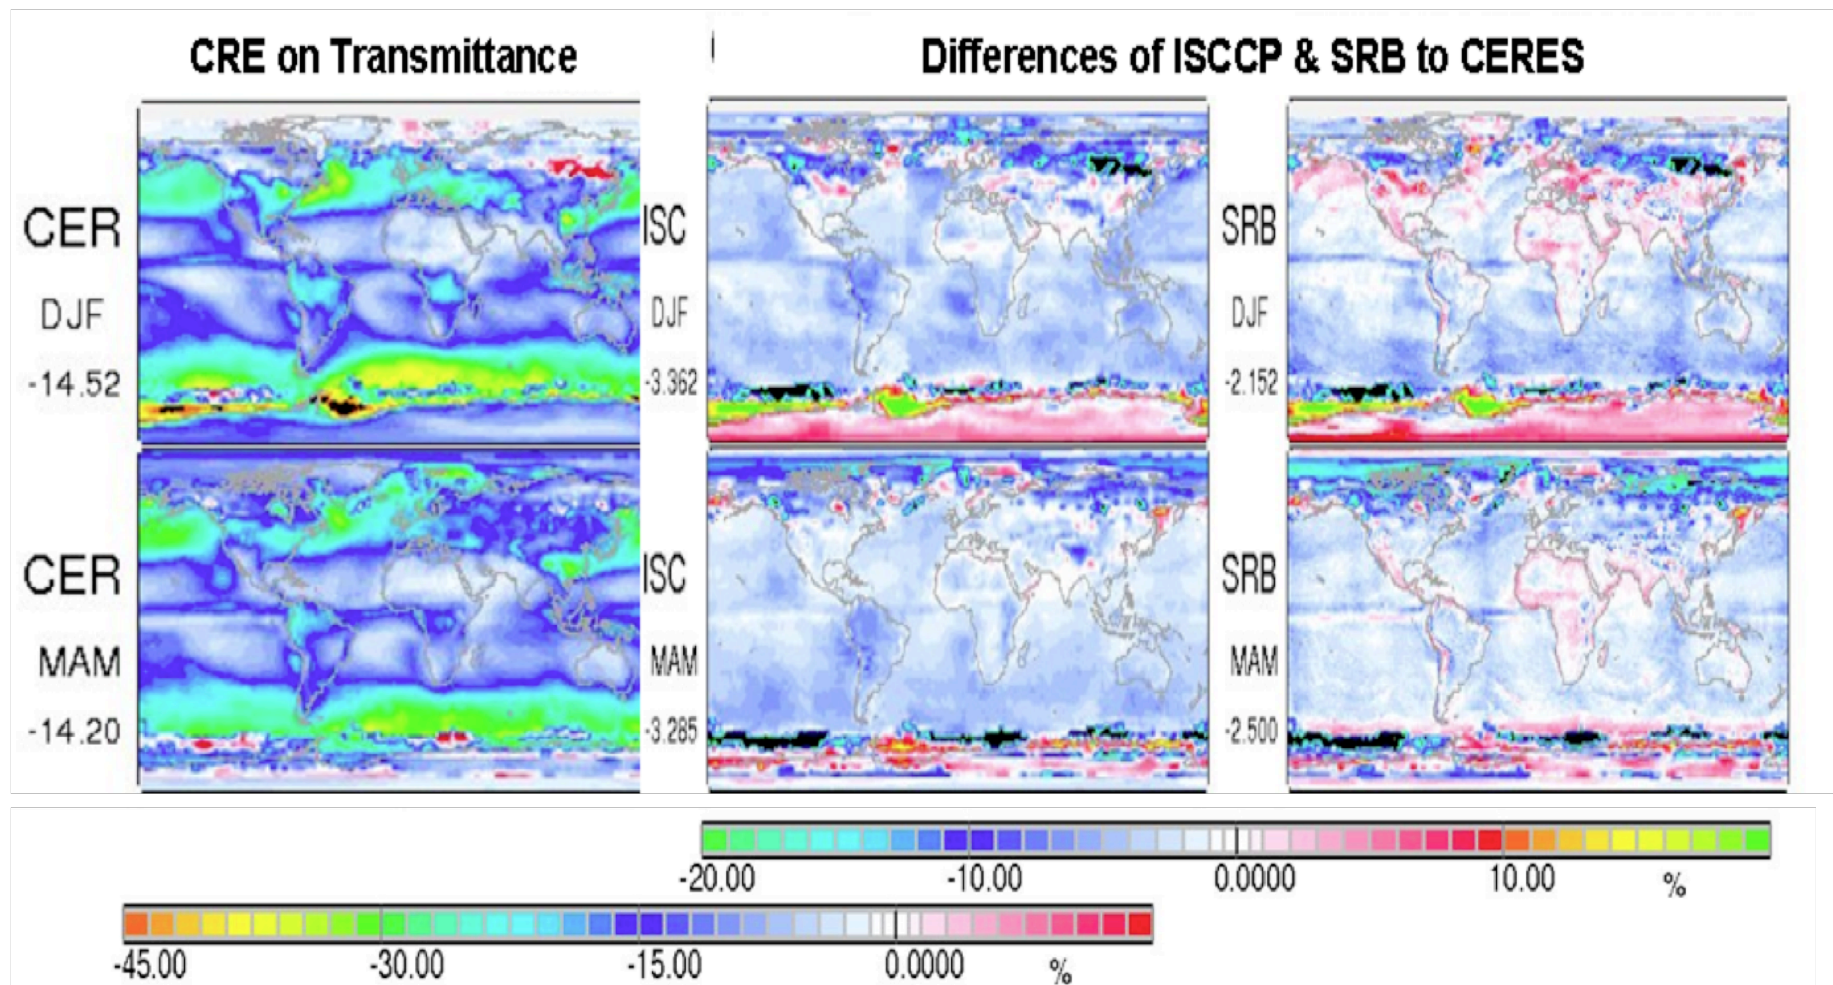 CRE on Transmittance
Differences of ISCCP & SRB to CERES
CER
DJF
-14.52
ISC
DJF
-3.362
SRB
DJF
-2.152
CER
MAM
-14.20
ISC
MAM
-3.285
SRB
MAM
-2.500
-20.00 -10.00 0.0000 10.00 %
-45.00 -30.00 -15.00 0.0000 %